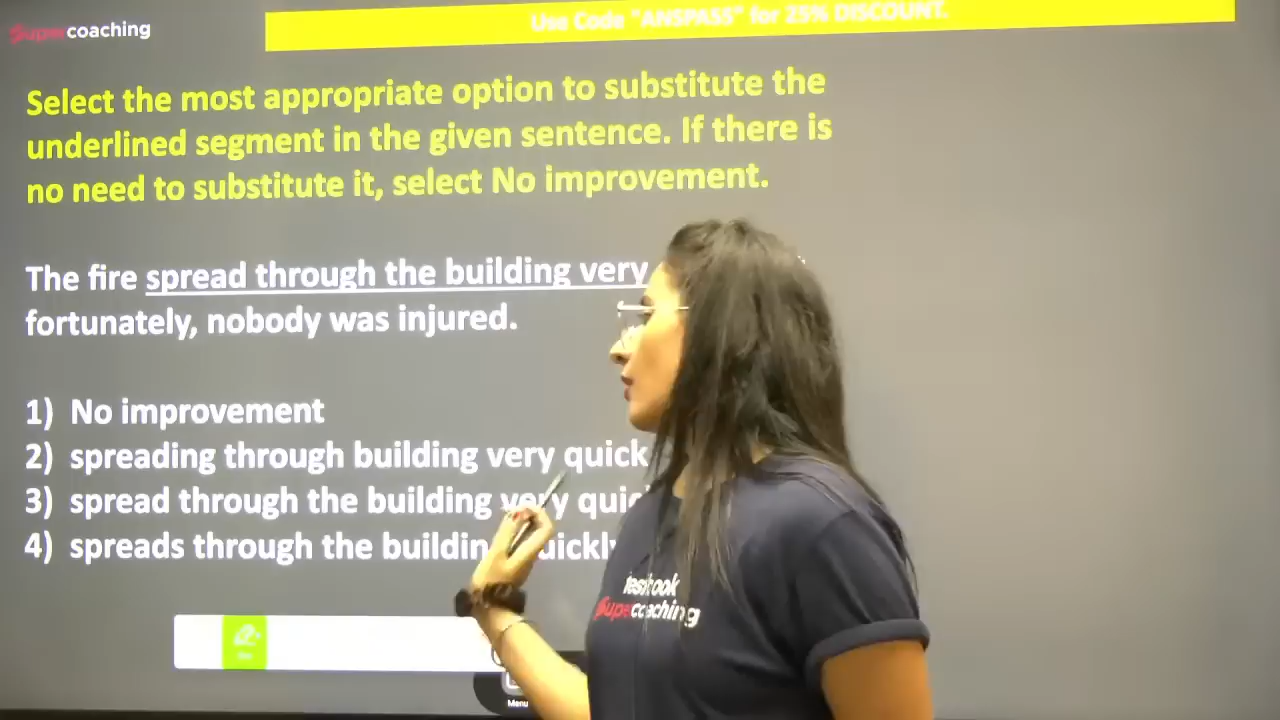 Supercoaching
Use Code "ANSPASS" for 25% DISCOUNT.
Select the most appropriate option to substitute the
underlined segment in the given sentence. If there is
no need to substitute it, select No improvement.
The fire spread through the building very
fortunately, nobody was injured.
1) No improvement
2) spreading through building very quick
3) spread through the building very
4) spreads through the
testbook
Supercoaching
Menu